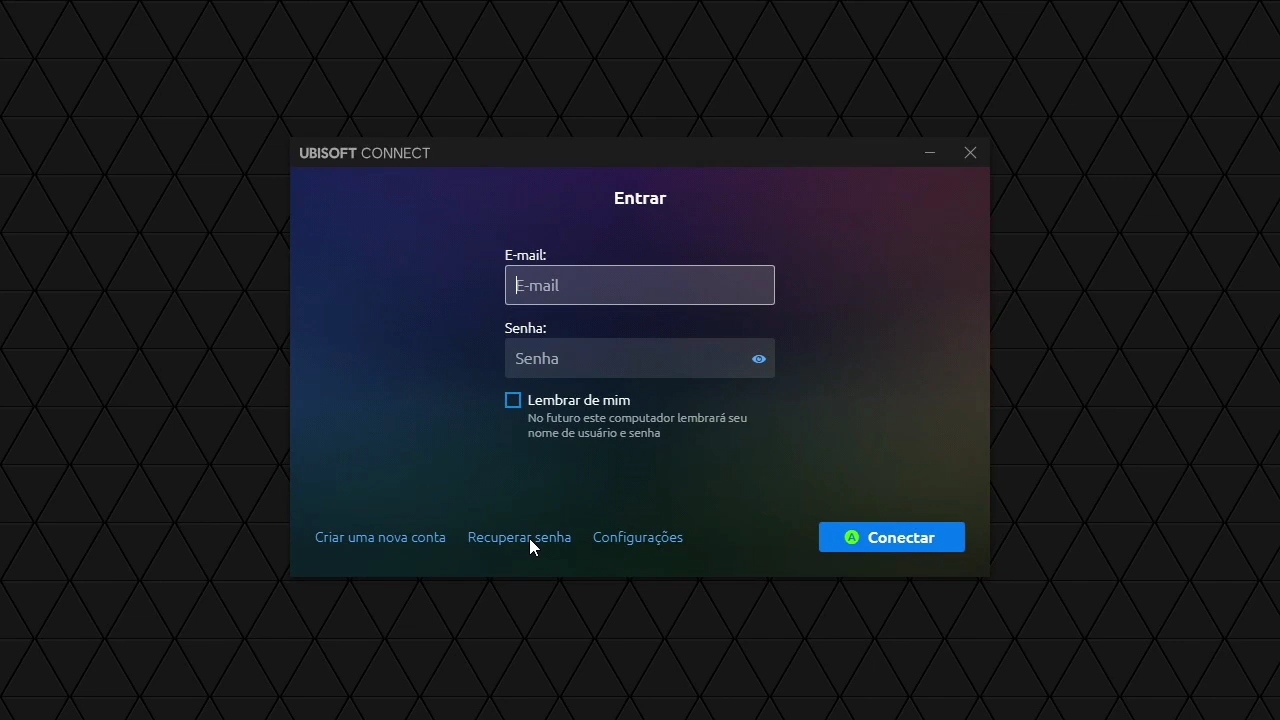 UBISOFT CONNECT
Entrar
E-mail:
E-mail
Senha:
Senha
Lembrar de mim
No futuro este computador lembrará seu
nome de usuário e senha
Criar uma nova conta Recuperar senha Configurações
A Conectar